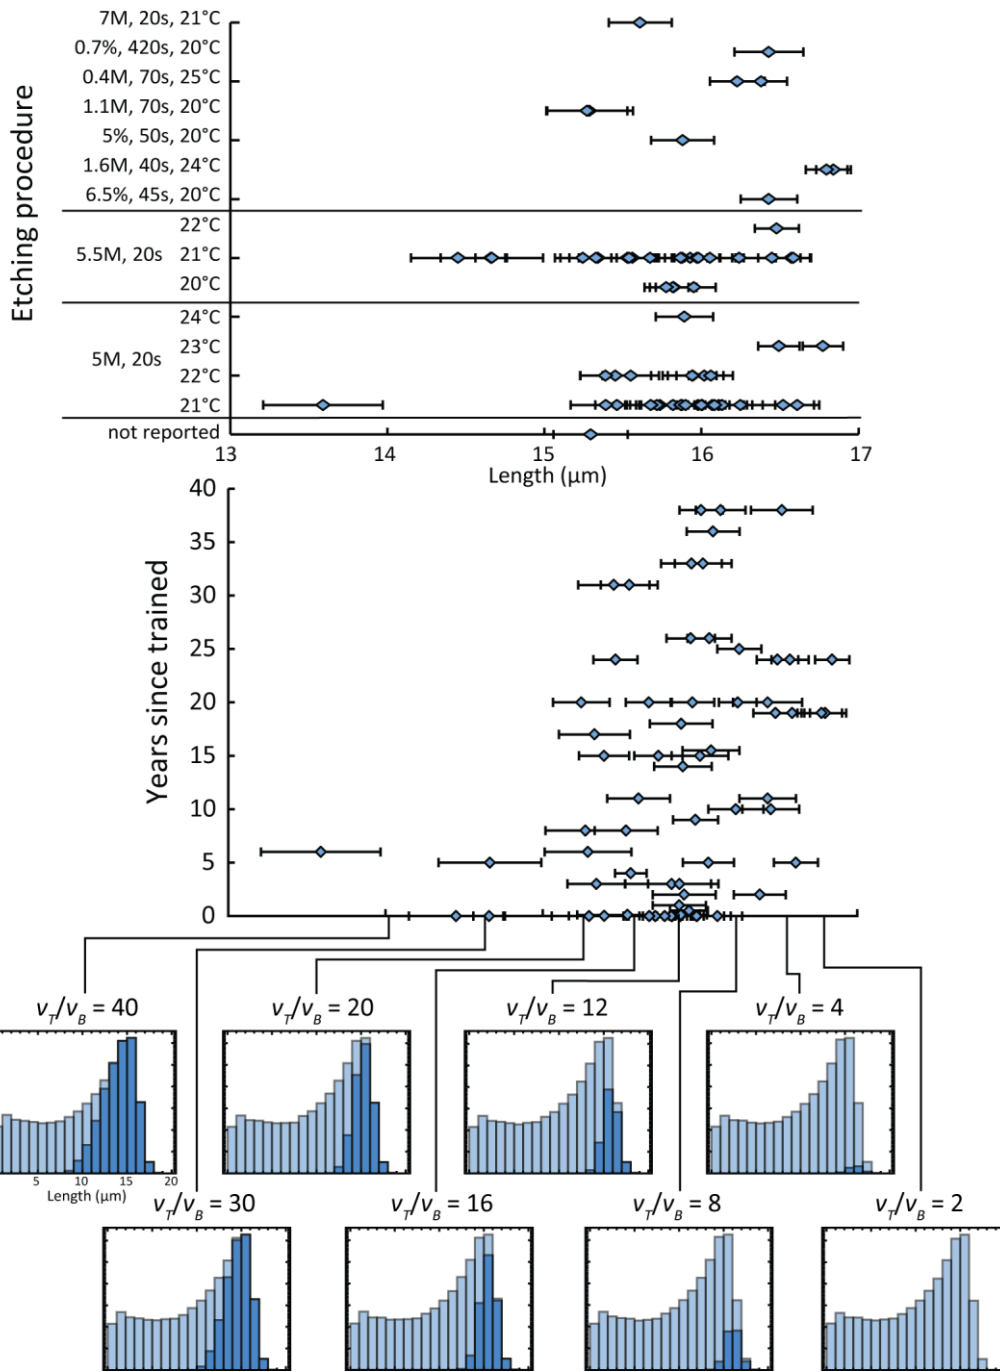 Etching procedure
7M, 20s, 21°C
0.7%, 420s, 20°C
0.4M, 70s, 25°C
1.1M, 70s, 20°C
5%, 50s, 20°C
1.6M, 40s, 24°C
6.5%, 45s, 20°C
5.5M, 20s
22°C
21°C
20°C
5M, 20s
24°C
23°C
22°C
21°C
not reported
13 14 15 16 17
Length (μm)
Years since trained
40
35
30
25
20
15
10
5
0
vT/vB = 40
vT/vB = 20
vT/vB = 12
vT/vB = 4
5 10 15 20
Length (μm)
vT/vB = 30
vT/vB = 16
vT/vB = 8
vT/vB = 2